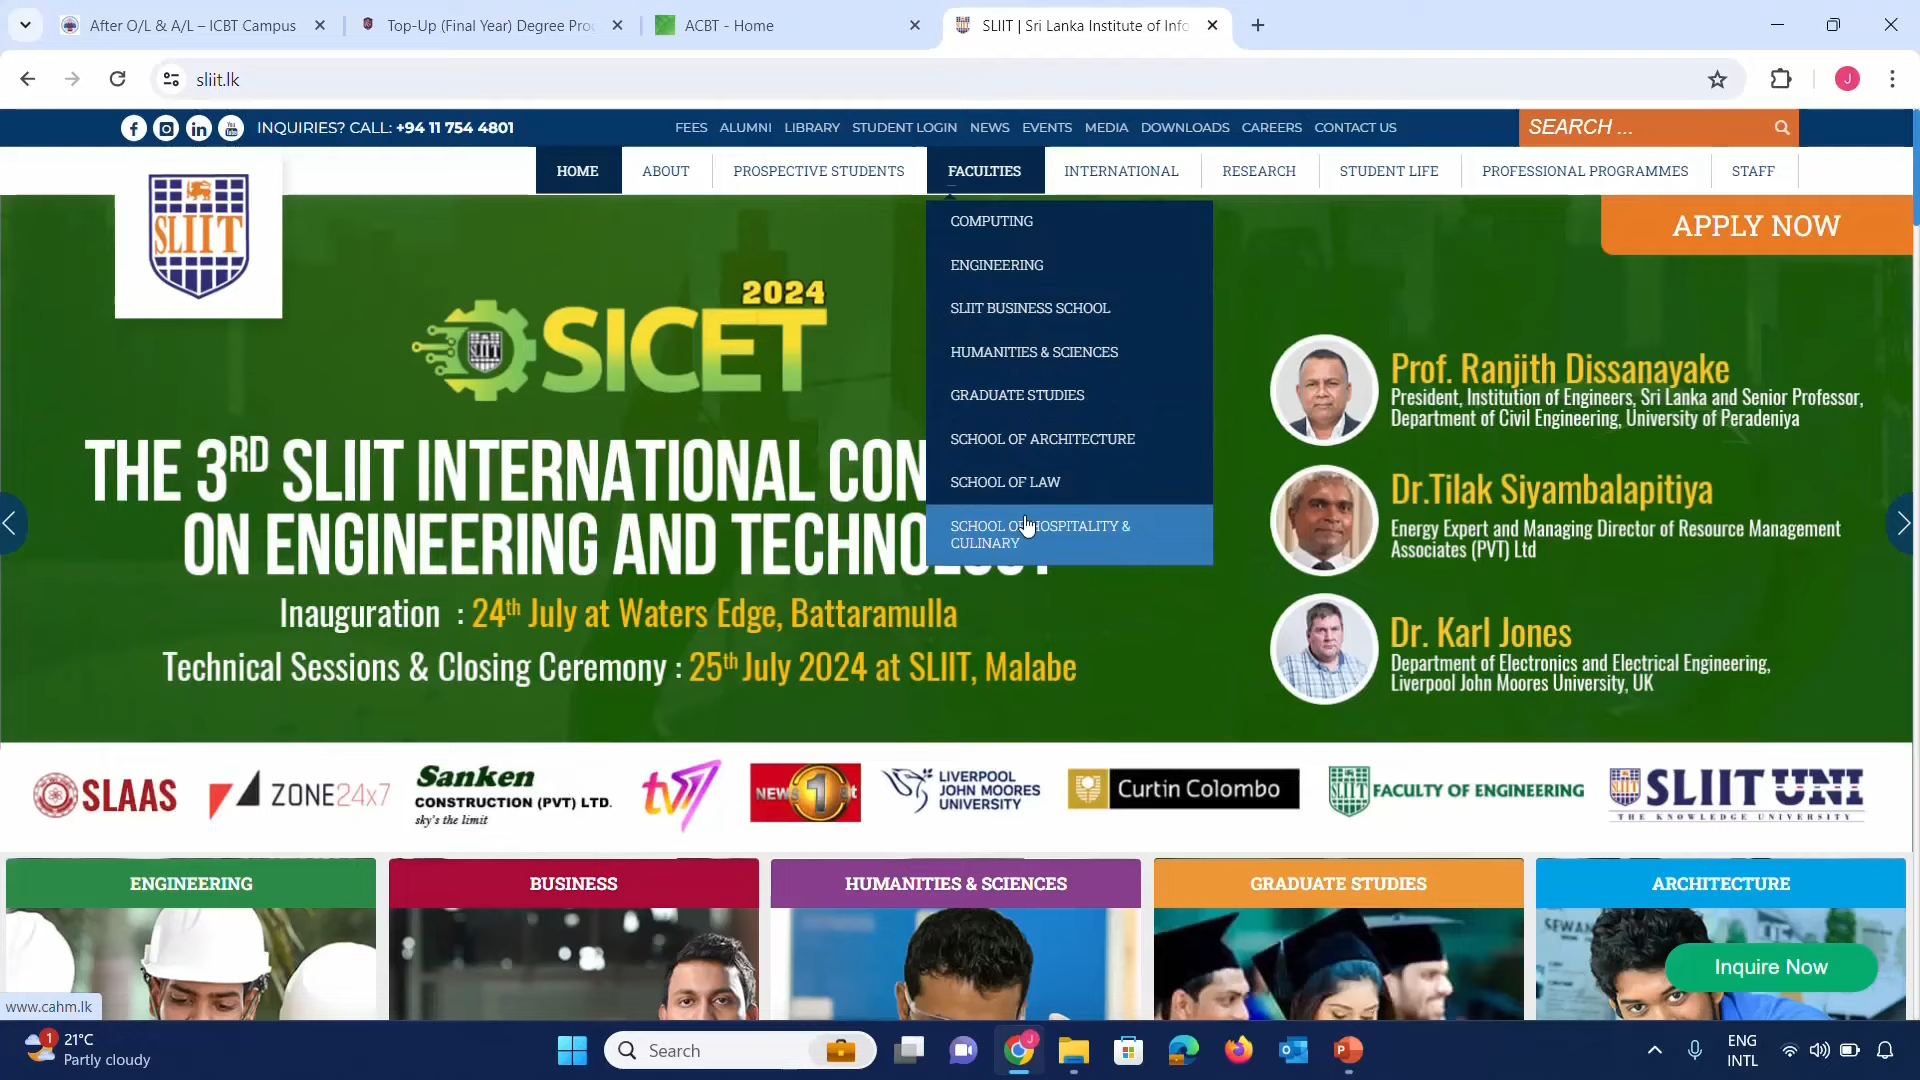 After O/L & A/L – ICBT Campus
Top-Up (Final Year) Degree Pro
ACBT - Home
SLIIT | Sri Lanka Institute of Info
sliit.lk
J
INQUIRIES? CALL: +94 11 754 4801
FEES ALUMNI LIBRARY STUDENT LOGIN NEWS EVENTS MEDIA DOWNLOADS CAREERS CONTACT US
SEARCH ...
HOME ABOUT PROSPECTIVE STUDENTS FACULTIES INTERNATIONAL RESEARCH STUDENT LIFE PROFESSIONAL PROGRAMMES STAFF
SLIIT
APPLY NOW
COMPUTING
ENGINEERING
SLIIT BUSINESS SCHOOL
HUMANITIES & SCIENCES
GRADUATE STUDIES
SCHOOL OF ARCHITECTURE
SCHOOL OF LAW
SCHOOL OF HOSPITALITY &
CULINARY
2024
SLIIT
SICET
THE 3RD SLIIT INTERNATIONAL CON
ON ENGINEERING AND TECHNOLOGY
Inauguration : 24th July at Waters Edge, Battaramulla
Technical Sessions & Closing Ceremony : 25th July 2024 at SLIIT, Malabe
Prof. Ranjith Dissanayake
President, Institution of Engineers, Sri Lanka and Senior Professor,
Department of Civil Engineering, University of Peradeniya
Dr.Tilak Siyambalapitiya
Energy Expert and Managing Director of Resource Management
Associates (PVT) Ltd
Dr. Karl Jones
Department of Electronics and Electrical Engineering,
Liverpool John Moores University, UK
SLAAS
ZONE24x7
Sanken
CONSTRUCTION (PVT) LTD.
sky's the limit
tv1
NEWS 1st
LIVERPOOL
JOHN MOORES
UNIVERSITY
Curtin Colombo
SLIIT
FACULTY OF ENGINEERING
SLIIT UNI
THE KNOWLEDGE UNIVERSITY
ENGINEERING
BUSINESS
HUMANITIES & SCIENCES
GRADUATE STUDIES
ARCHITECTURE
SEWAN
Inquire Now
www.cahm.lk
1
21°C
Partly cloudy
Search
J
ENG
INTL